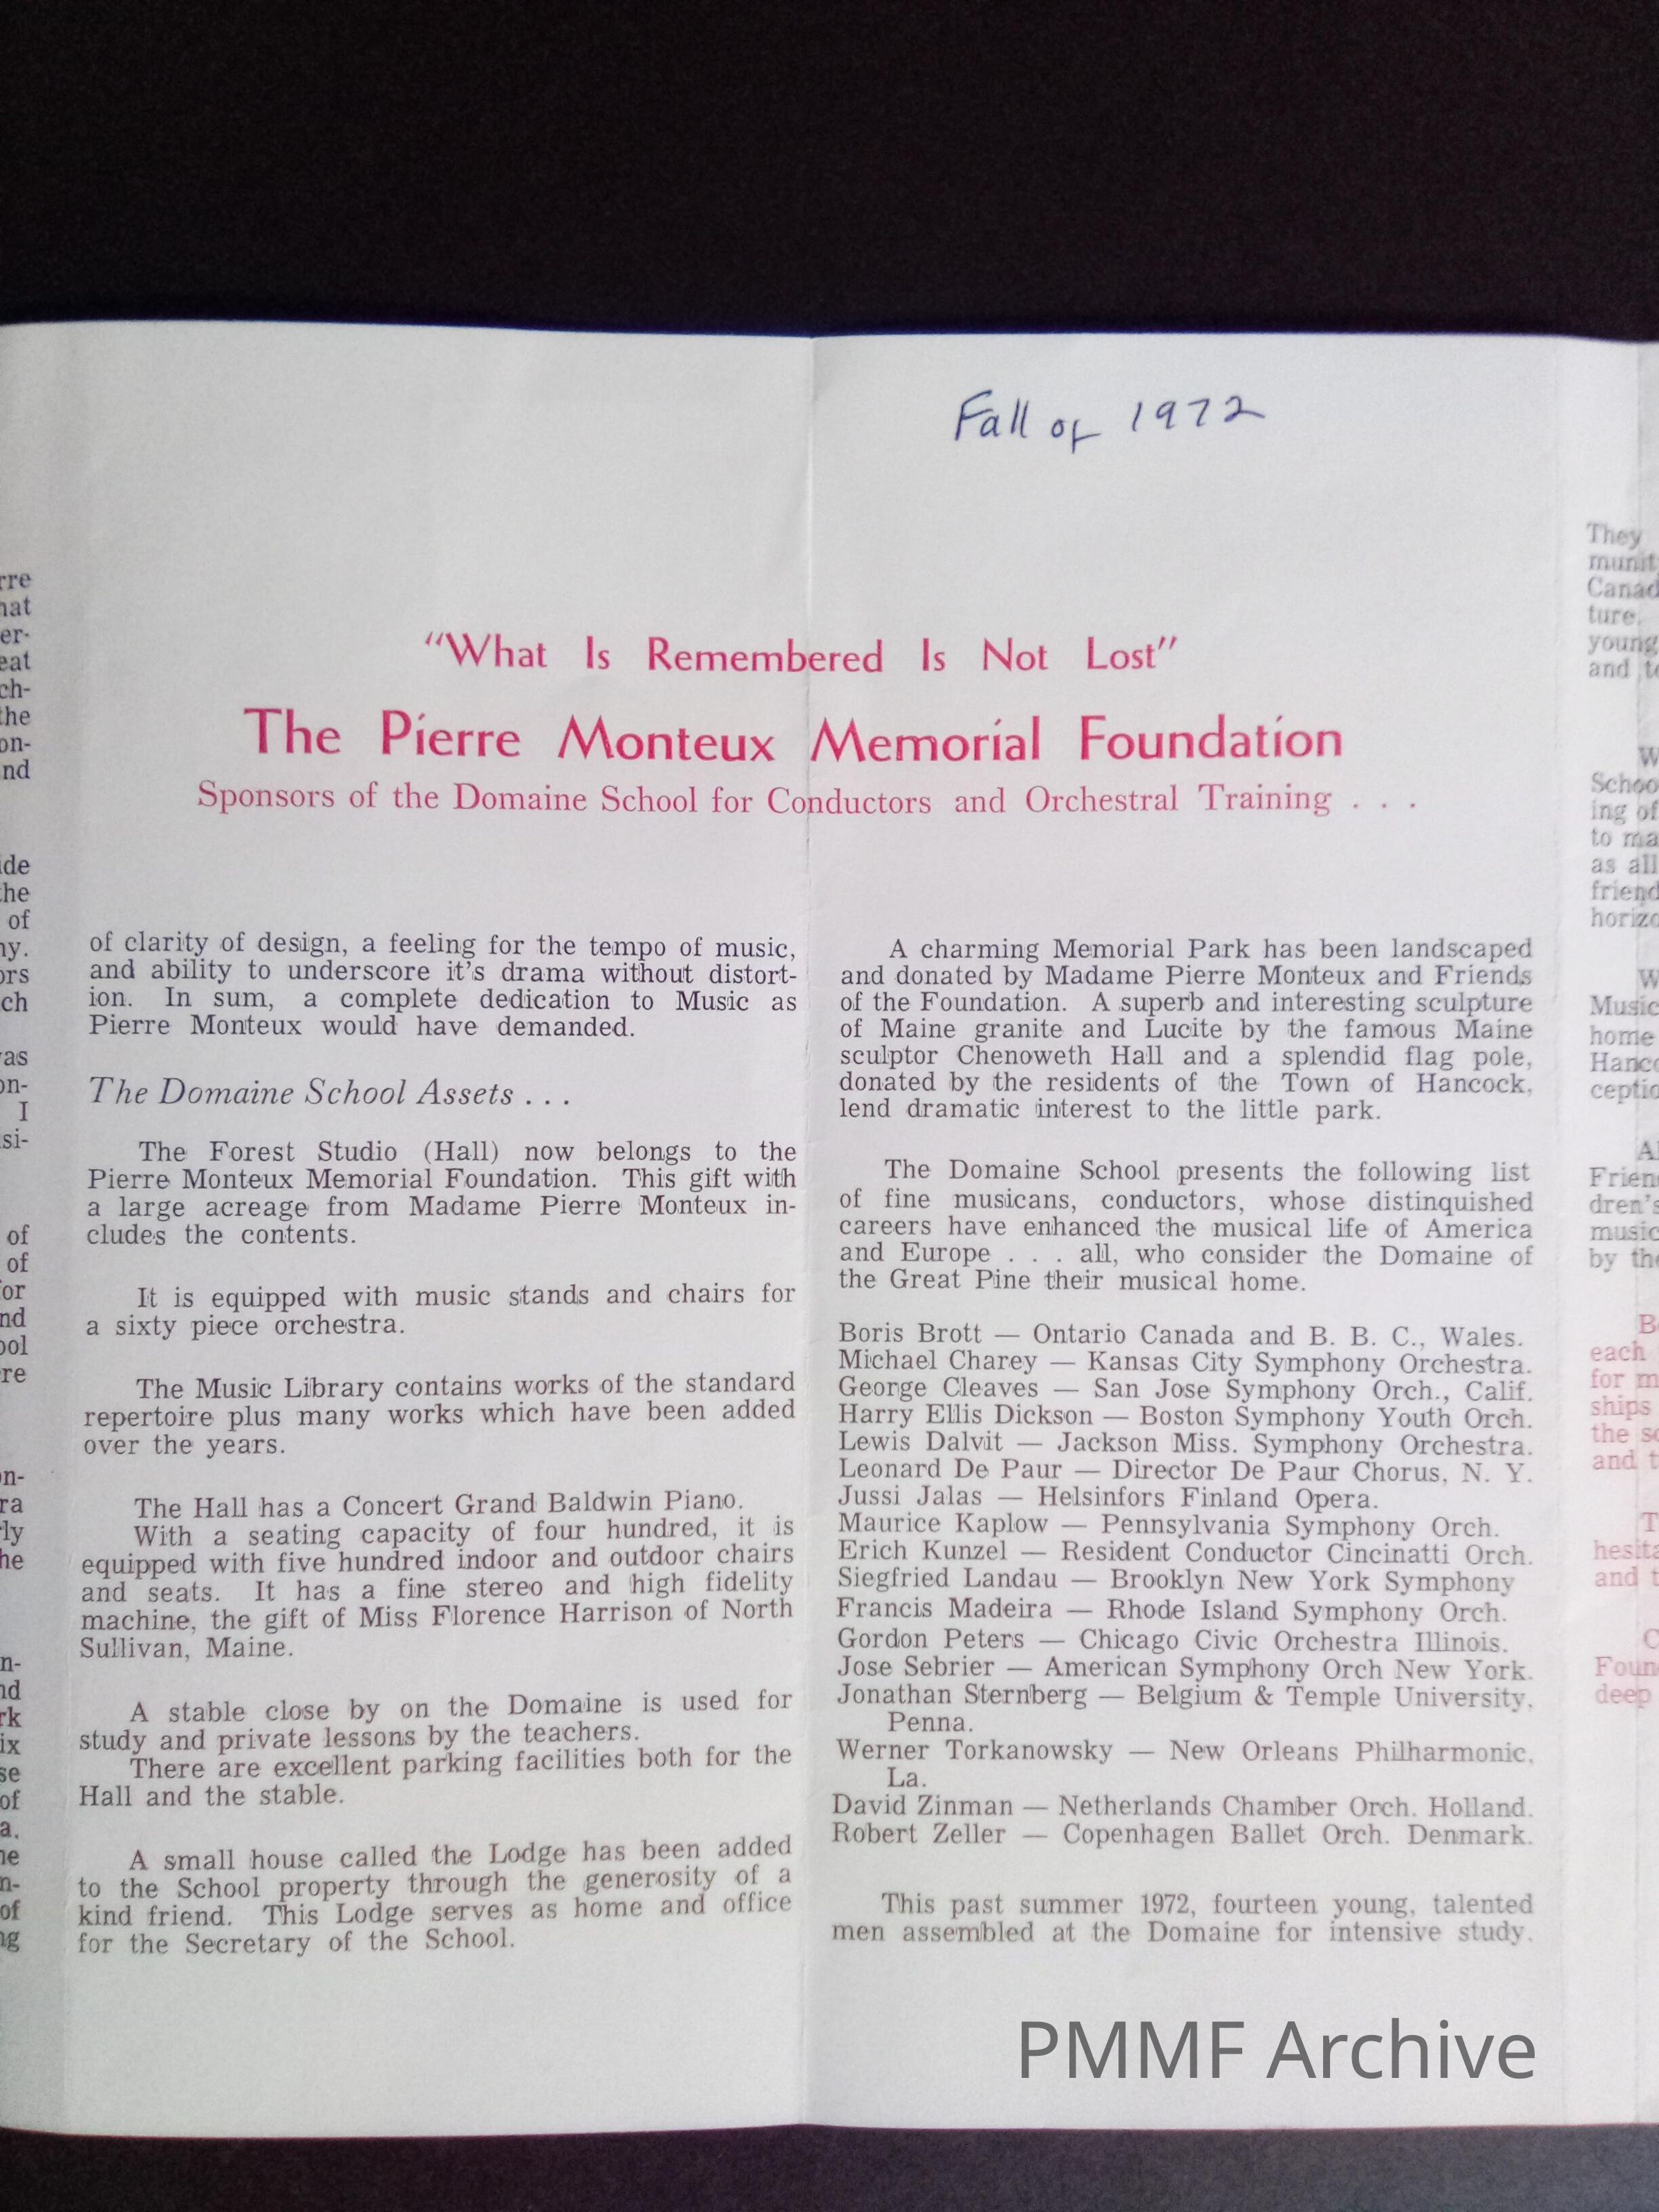 Fall of 1972
"What Is Remembered Is Not Lost"
The Pierre Monteux Memorial Foundation
Sponsors of the Domaine School for Conductors and Orchestral Training . . .
of clarity of design, a feeling for the tempo of music,
and ability to underscore it's drama without distort-
ion. In sum, a complete dedication to Music as
Pierre Monteux would have demanded.
The Domaine School Assets . . .
The Forest Studio (Hall) now belongs to the
Pierre Monteux Memorial Foundation. This gift with
a large acreage from Madame Pierre Monteux in-
cludes the contents.
It is equipped with music stands and chairs for
a sixty piece orchestra.
The Music Library contains works of the standard
repertoire plus many works which have been added
over the years.
The Hall has a Concert Grand Baldwin Piano.
With a seating capacity of four hundred, it is
equipped with five hundred indoor and outdoor chairs
and seats. It has a fine stereo and high fidelity
machine, the gift of Miss Florence Harrison of North
Sullivan, Maine.
A stable close by on the Domaine is used for
study and private lessons by the teachers.
There are excellent parking facilities both for the
Hall and the stable.
A small house called the Lodge has been added
to the School property through the generosity of a
kind friend. This Lodge serves as home and office
for the Secretary of the School.
A charming Memorial Park has been landscaped
and donated by Madame Pierre Monteux and Friends
of the Foundation. A superb and interesting sculpture
of Maine granite and Lucite by the famous Maine
sculptor Chenoweth Hall and a splendid flag pole,
donated by the residents of the Town of Hancock,
lend dramatic interest to the little park.
The Domaine School presents the following list
of fine musicans, conductors, whose distinquished
careers have enhanced the musical life of America
and Europe . . . all, who consider the Domaine of
the Great Pine their musical home.
Boris Brott — Ontario Canada and B. B. C., Wales.
Michael Charey — Kansas City Symphony Orchestra.
George Cleaves — San Jose Symphony Orch., Calif.
Harry Ellis Dickson — Boston Symphony Youth Orch.
Lewis Dalvit — Jackson Miss. Symphony Orchestra.
Leonard De Paur — Director De Paur Chorus, N. Y.
Jussi Jalas — Helsinfors Finland Opera.
Maurice Kaplow — Pennsylvania Symphony Orch.
Erich Kunzel — Resident Conductor Cincinatti Orch.
Siegfried Landau — Brooklyn New York Symphony
Francis Madeira — Rhode Island Symphony Orch.
Gordon Peters — Chicago Civic Orchestra Illinois.
Jose Sebrier — American Symphony Orch New York.
Jonathan Sternberg — Belgium & Temple University,
Penna.
Werner Torkanowsky — New Orleans Philharmonic,
La.
David Zinman — Netherlands Chamber Orch. Holland.
Robert Zeller — Copenhagen Ballet Orch. Denmark.
This past summer 1972, fourteen young, talented
men assembled at the Domaine for intensive study.
PMMF Archive